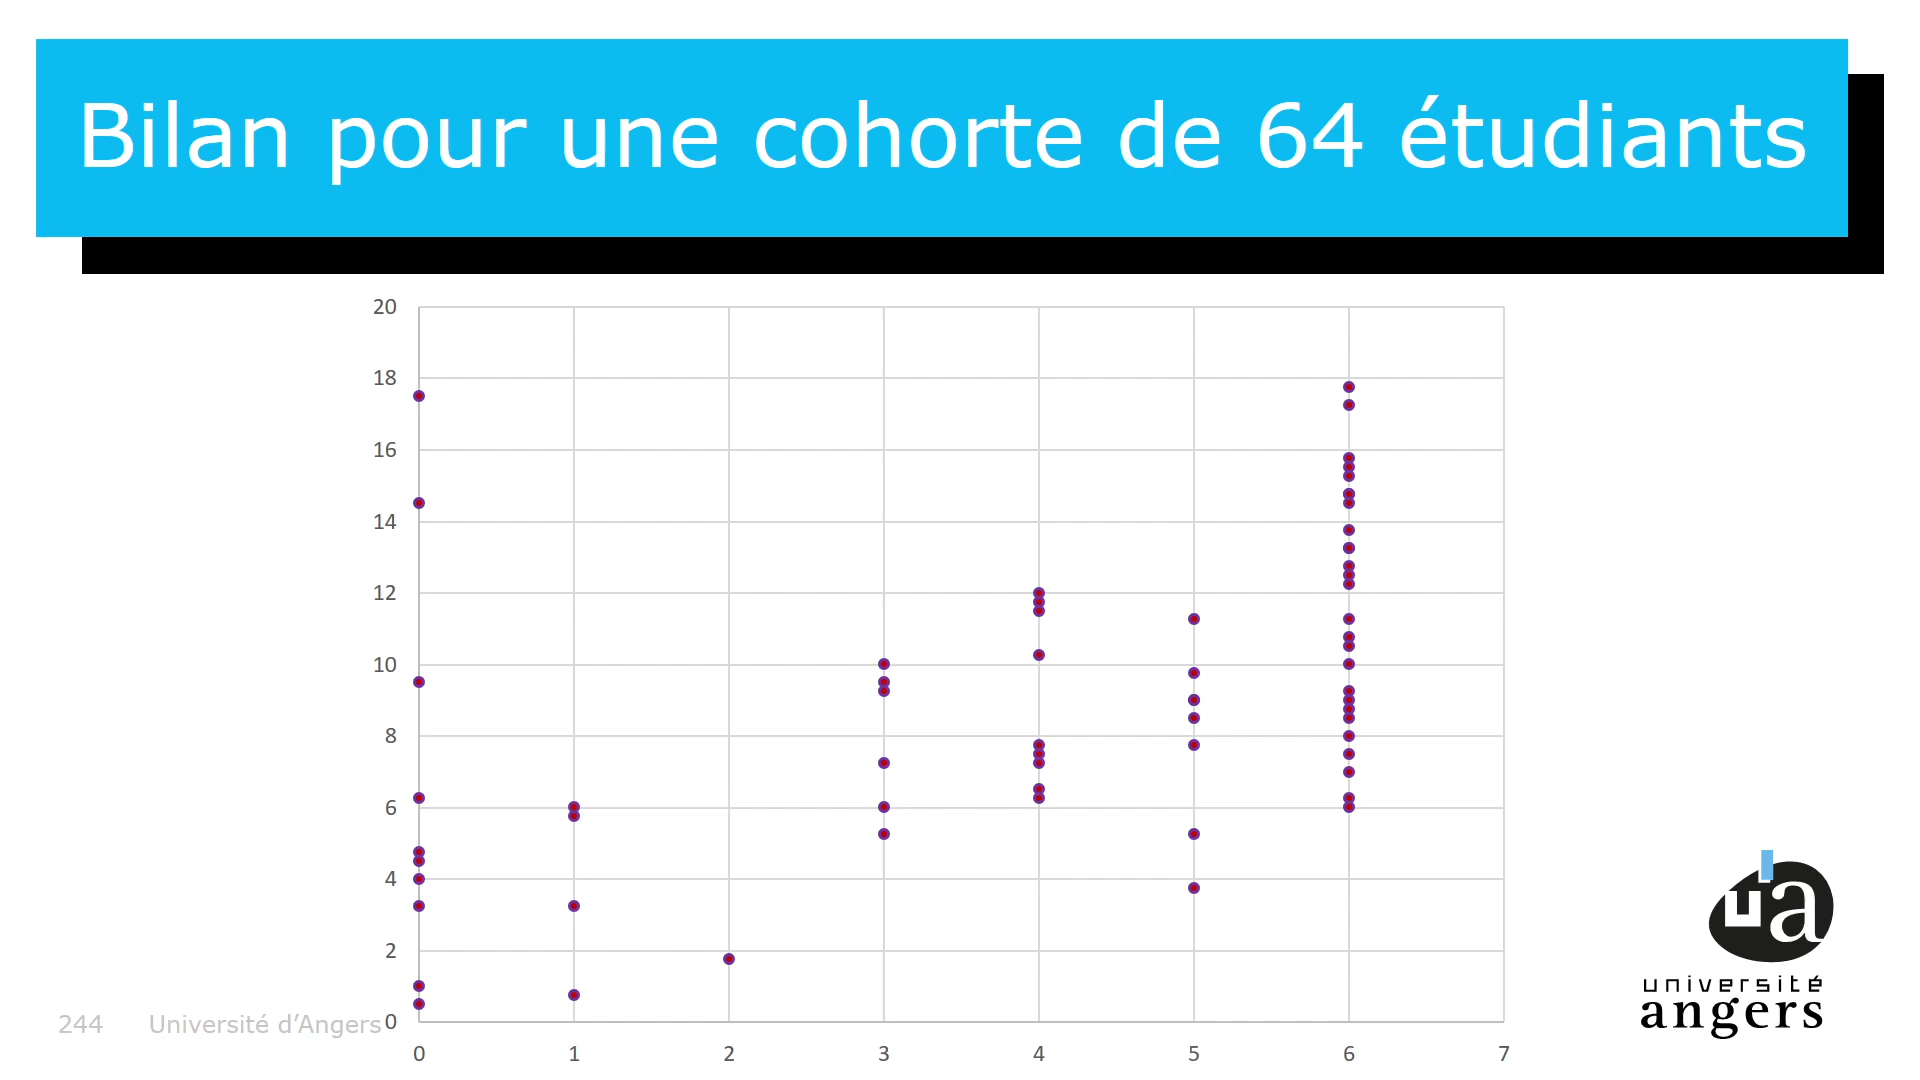 Bilan pour une cohorte de 64 étudiants
20
18
16
14
12
10
8
6
4
2
0
0 1 2 3 4 5 6 7
244 Université d'Angers
ua
université
angers